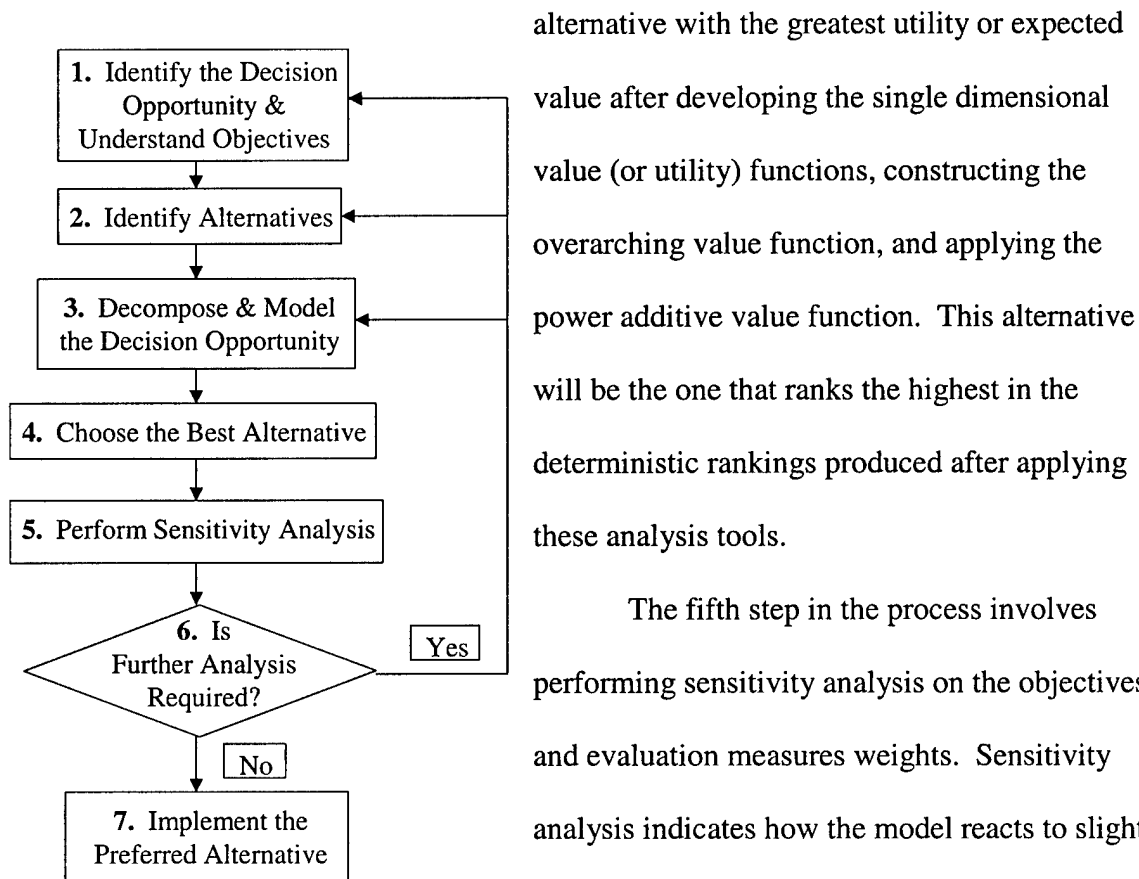 1. Identify the Decision
Opportunity &
Understand Objectives
2. Identify Alternatives
3. Decompose & Model
the Decision Opportunity
4. Choose the Best Alternative
5. Perform Sensitivity Analysis
6. Is
Further Analysis
Required?
Yes
No
7. Implement the
Preferred Alternative
alternative with the greatest utility or expected
value after developing the single dimensional
value (or utility) functions, constructing the
overarching value function, and applying the
power additive value function. This alternative
will be the one that ranks the highest in the
deterministic rankings produced after applying
these analysis tools.
The fifth step in the process involves
performing sensitivity analysis on the objectives
and evaluation measures weights. Sensitivity
analysis indicates how the model reacts to slight